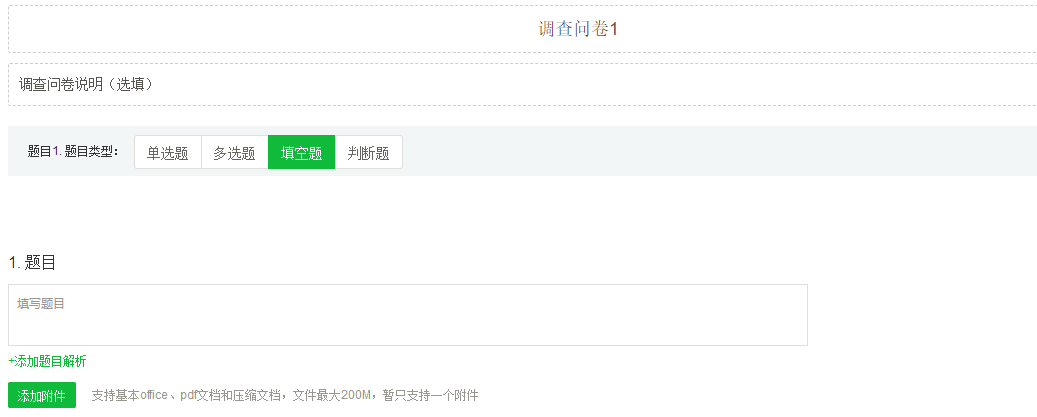 调查问卷1
调查问卷说明（选填）
题目1. 题目类型： 单选题 多选题 填空题 判断题
1. 题目
填写题目
+添加题目解析
添加附件 支持基本office、pdf文档和压缩文档，文件最大200M，暂只支持一个附件